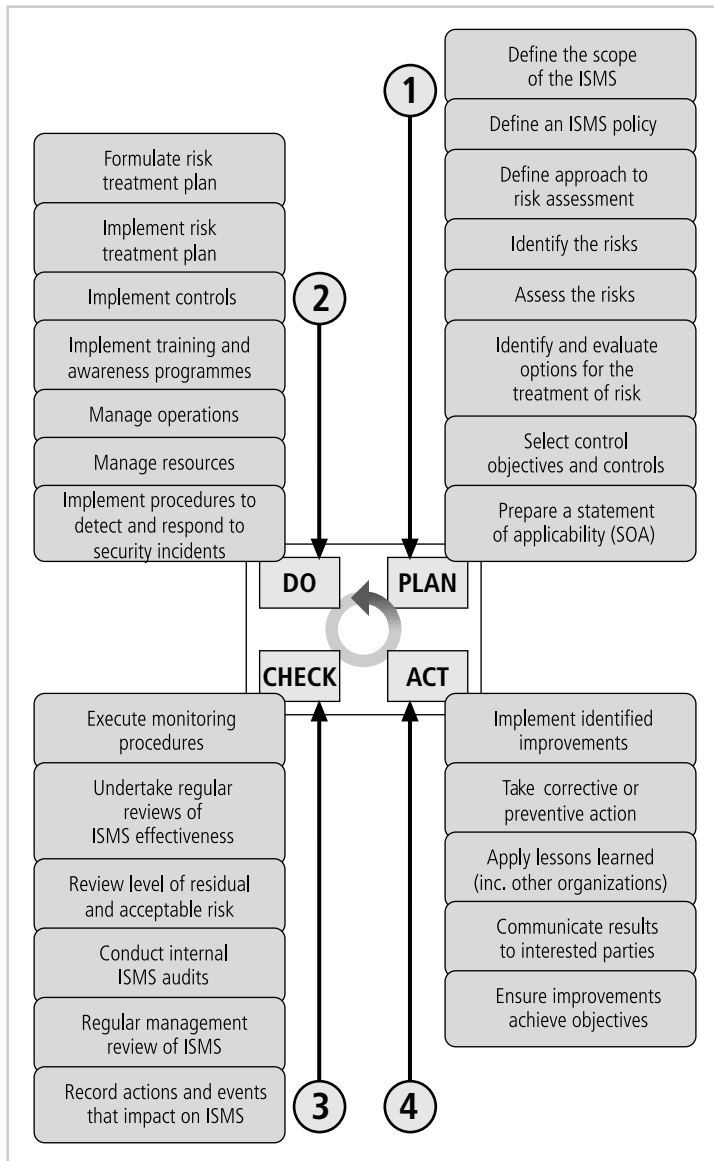 1
Define the scope
of the ISMS
Define an ISMS policy
Define approach to
risk assessment
Identify the risks
Assess the risks
Identify and evaluate
options for the
treatment of risk
Select control
objectives and controls
Prepare a statement
of applicability (SOA)
PLAN
2
Formulate risk
treatment plan
Implement risk
treatment plan
Implement controls
Implement training and
awareness programmes
Manage operations
Manage resources
Implement procedures to
detect and respond to
security incidents
DO
CHECK
Execute monitoring
procedures
Undertake regular
reviews of
ISMS effectiveness
Review level of residual
and acceptable risk
Conduct internal
ISMS audits
Regular management
review of ISMS
Record actions and events
that impact on ISMS
3
ACT
Implement identified
improvements
Take corrective or
preventive action
Apply lessons learned
(inc. other organizations)
Communicate results
to interested parties
Ensure improvements
achieve objectives
4